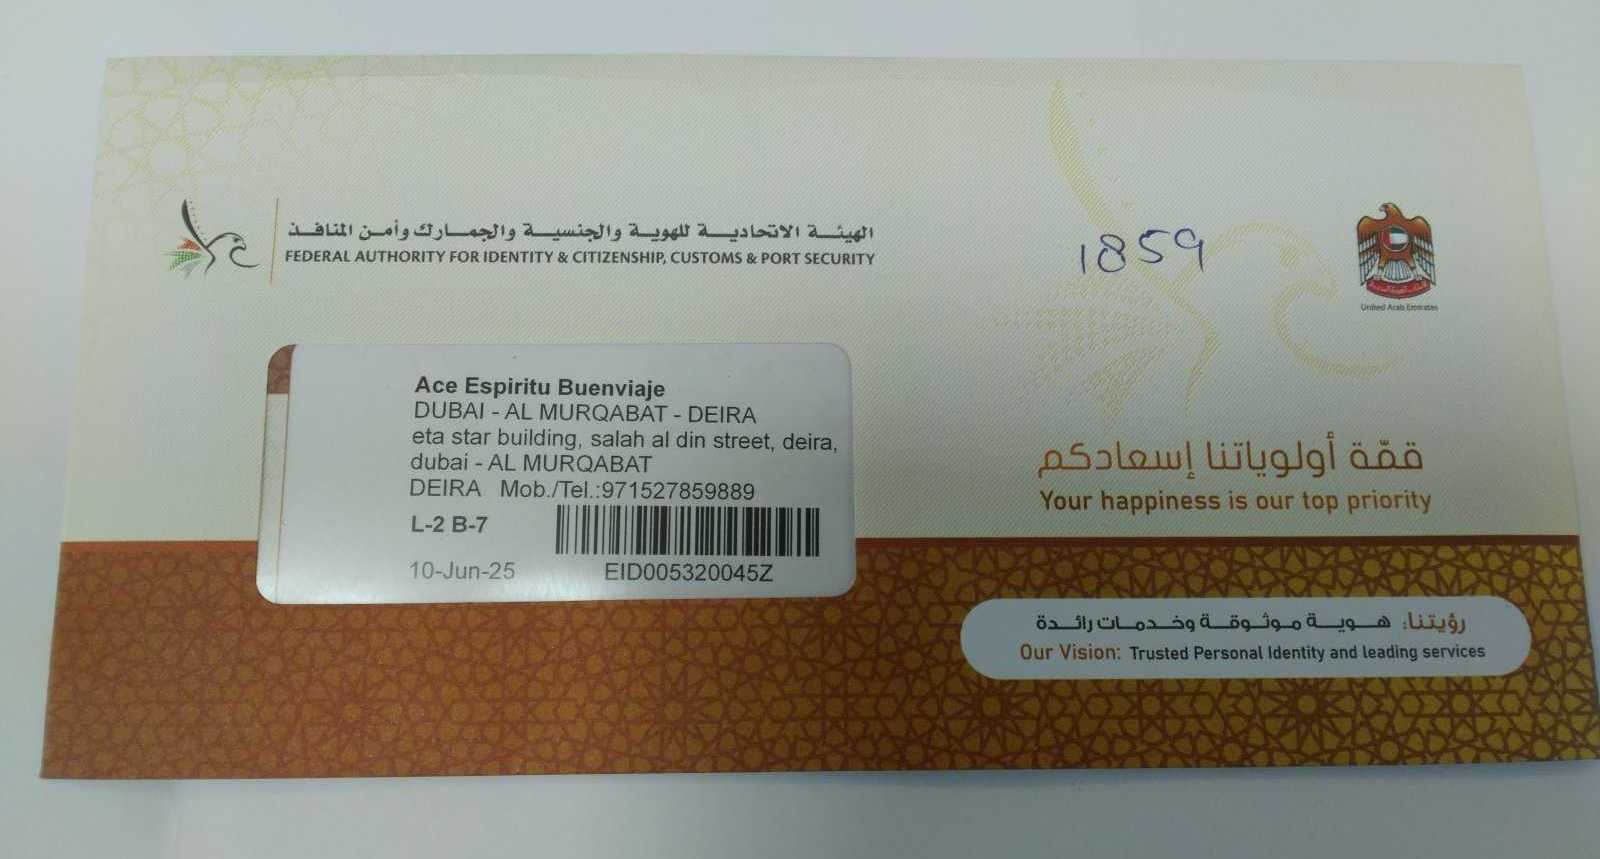 الهيئة الاتحادية للهوية والجنسية والجمارك وأمن المنافذ
FEDERAL AUTHORITY FOR IDENTITY & CITIZENSHIP, CUSTOMS & PORT SECURITY
1859
United Arab Emirates
Ace Espiritu Buenviaje
DUBAI - AL MURQABAT - DEIRA
eta star building, salah al din street, deira,
dubai - AL MURQABAT
DEIRA Mob./Tel.:971527859889
L-2 B-7
10-Jun-25 EID005320045Z
قمّة أولوياتنا إسعادكم
Your happiness is our top priority
رؤيتنا: هوية موثوقة وخدمات رائدة
Our Vision: Trusted Personal Identity and leading services